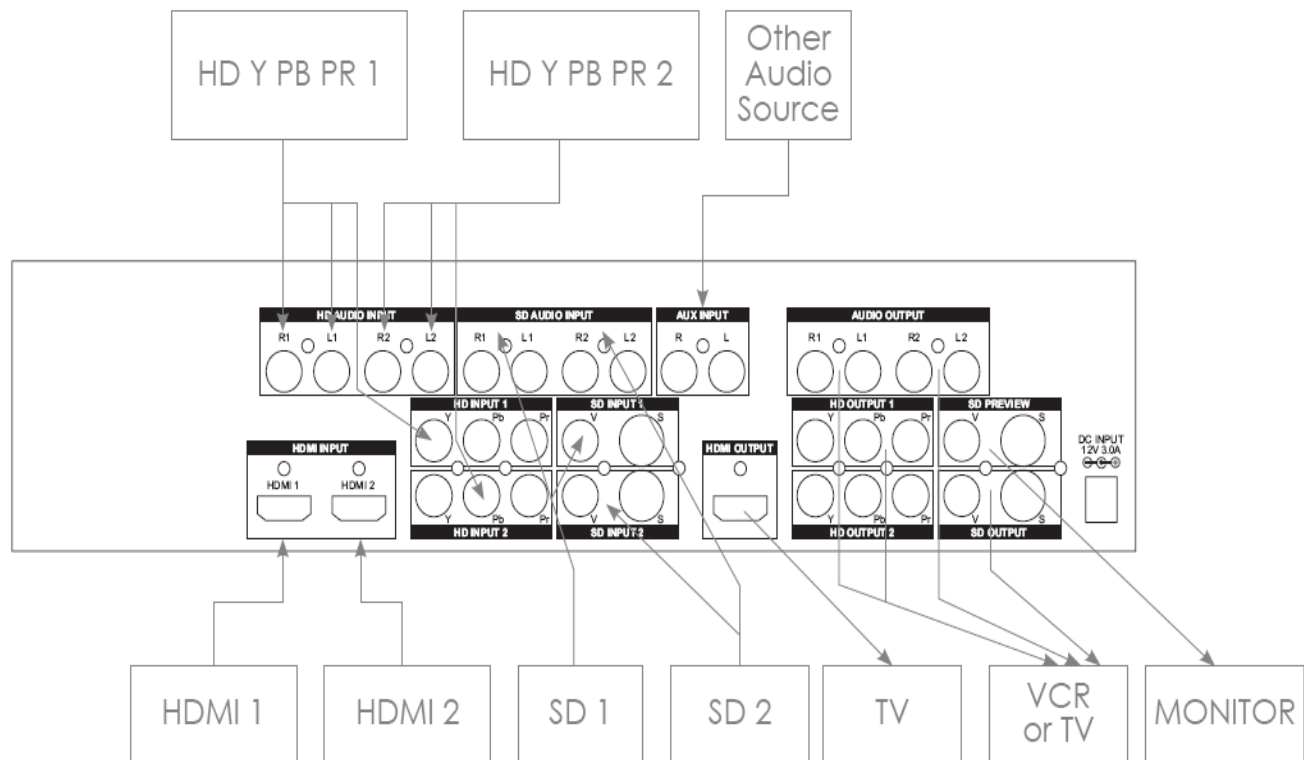 HD Y PB PR 1
HD Y PB PR 2
Other
Audio
Source
HD AUDIO INPUT
SD AUDIO INPUT
AUX INPUT
AUDIO OUTPUT
R1 L1 R2 L2
R1 L1 R2 L2
R L
R1 L1 R2 L2
HD INPUT 1
SD INPUT 1
HD OUTPUT 1
SD PREVIEW
Y Pb Pr
V S
Y Pb Pr
V S
HDMI INPUT
HDMI OUTPUT
DC INPUT
12V 3.0A
HDMI 1 HDMI 2
Y Pb Pr
V S
Y Pb Pr
V S
HD INPUT 2
SD INPUT 2
HD OUTPUT 2
SD OUTPUT
HDMI 1
HDMI 2
SD 1
SD 2
TV
VCR
or TV
MONITOR